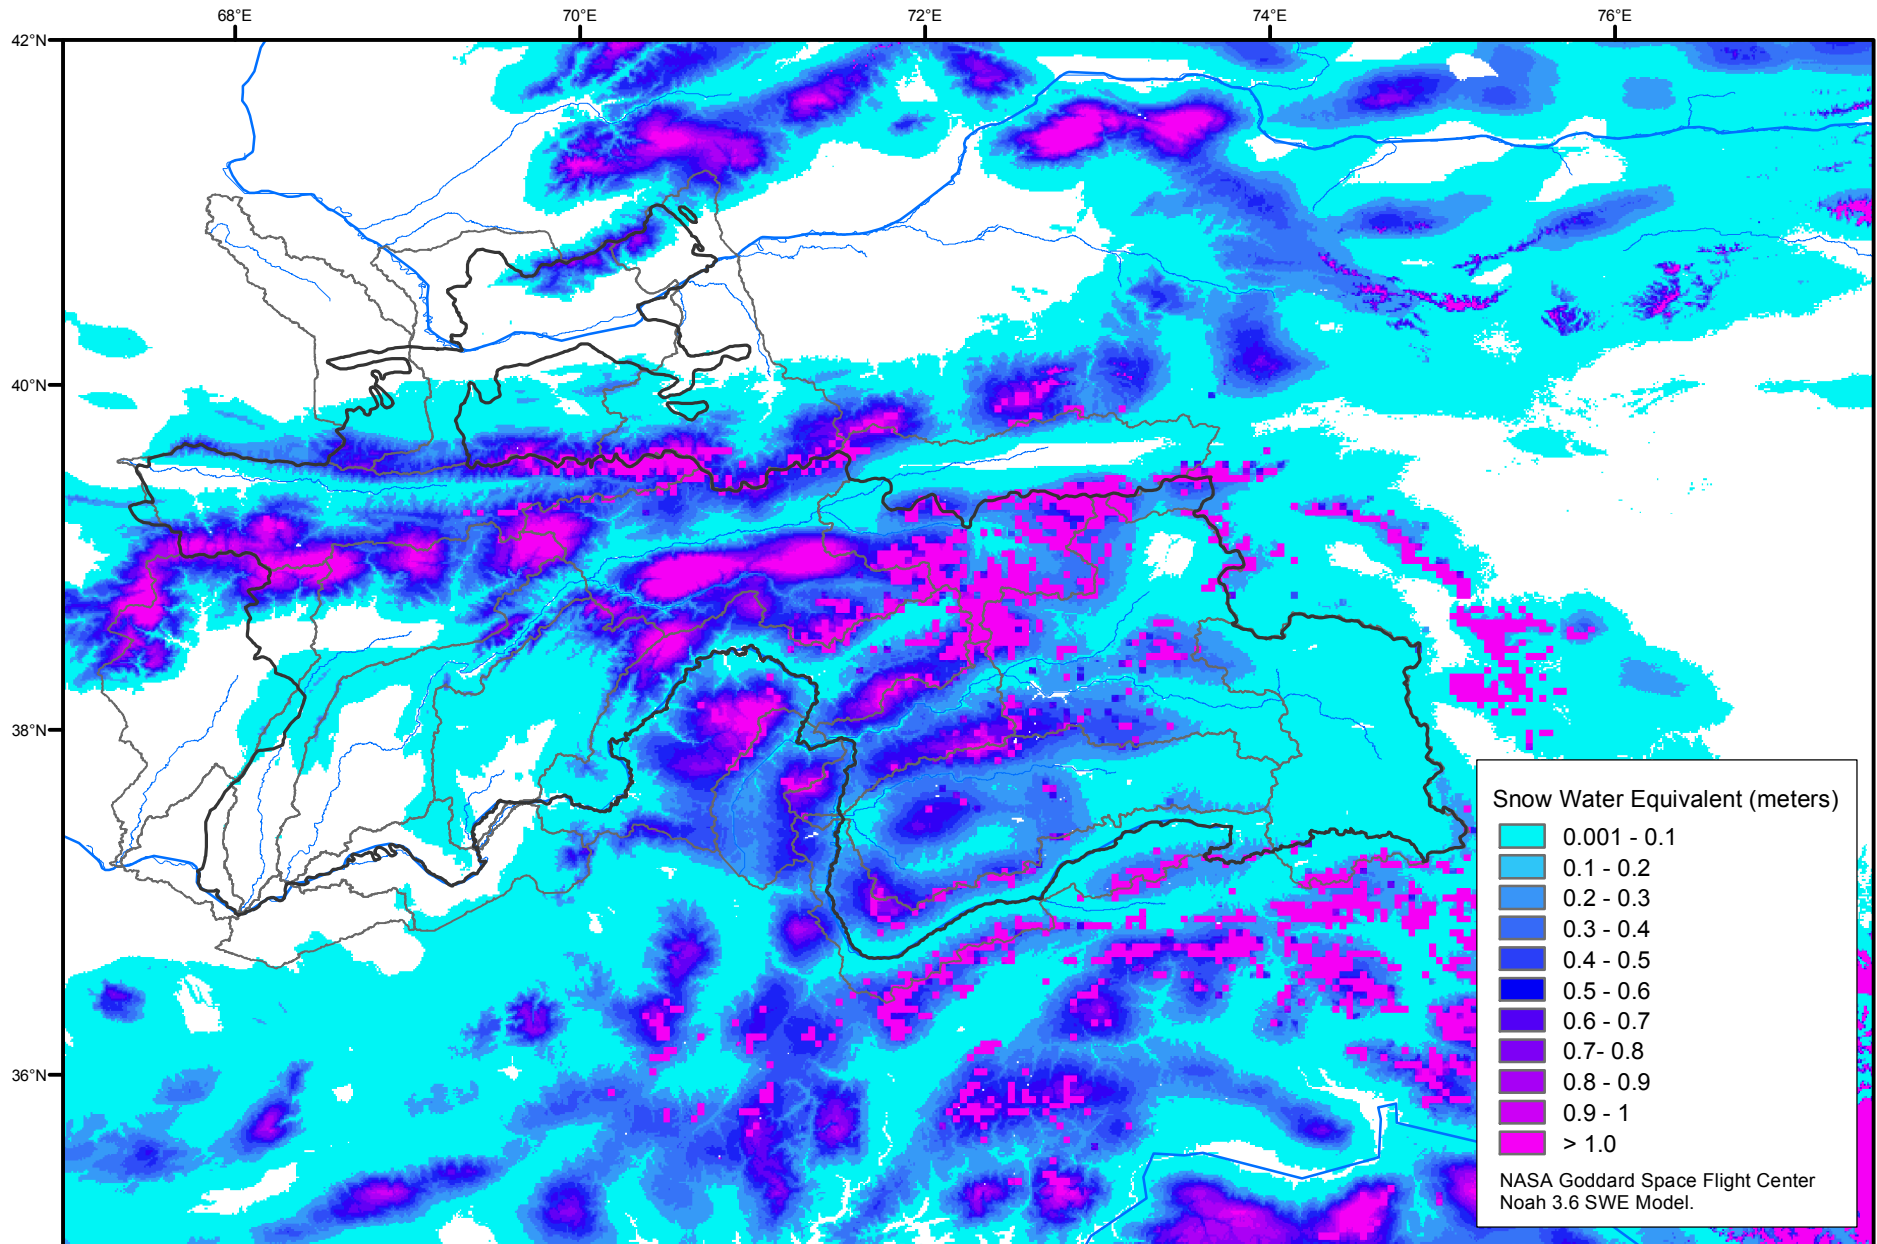 68°E 70°E 72°E 74°E 76°E
42°N
40°N
38°N
36°N
Snow Water Equivalent (meters)
0.001 - 0.1
0.1 - 0.2
0.2 - 0.3
0.3 - 0.4
0.4 - 0.5
0.5 - 0.6
0.6 - 0.7
0.7- 0.8
0.8 - 0.9
0.9 - 1
> 1.0
NASA Goddard Space Flight Center
Noah 3.6 SWE Model.